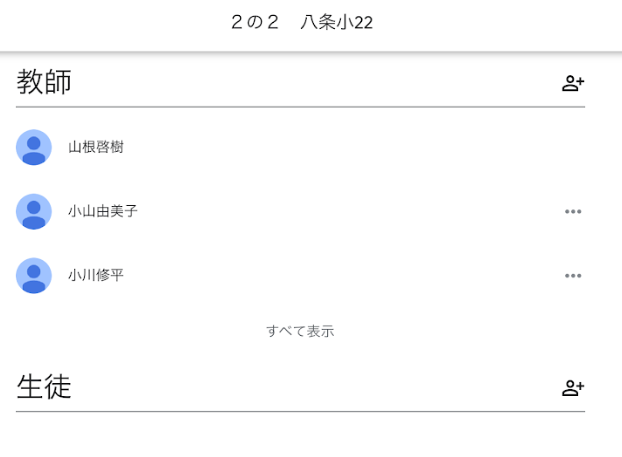 ２の２　八条小22
教師
山根啓樹
小山由美子
小川修平
すべて表示
生徒